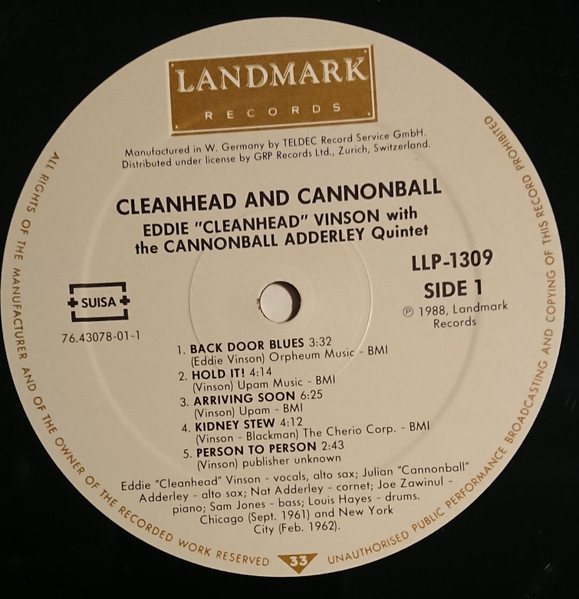 LANDMARK
RECORDS
Manufactured in W. Germany by TELDEC Record Service GmbH.
Distributed under license by GRP Records Ltd., Zurich, Switzerland.
CLEANHEAD AND CANNONBALL
EDDIE "CLEANHEAD" VINSON with
the CANNONBALL ADDERLEY Quintet
LLP-1309
SIDE 1
℗ 1988, Landmark
Records
SUISA
76.43078-01-1
1. BACK DOOR BLUES 3:32
(Eddie Vinson) Orpheum Music - BMI
2. HOLD IT! 4:14
(Vinson) Upam Music - BMI
3. ARRIVING SOON 6:25
(Vinson) Upam - BMI
4. KIDNEY STEW 4:12
(Vinson - Blackman) The Cherio Corp. - BMI
5. PERSON TO PERSON 2:43
(Vinson) publisher unknown
Eddie "Cleanhead" Vinson - vocals, alto sax; Julian "Cannonball"
Adderley - alto sax; Nat Adderley - cornet; Joe Zawinul -
piano; Sam Jones - bass; Louis Hayes - drums.
Chicago (Sept. 1961) and New York
City (Feb. 1962).
ALL RIGHTS OF THE MANUFACTURER AND OF THE OWNER OF THE RECORDED WORK RESERVED
33
UNAUTHORISED PUBLIC PERFORMANCE BROADCASTING AND COPYING OF THIS RECORD PROHIBITED